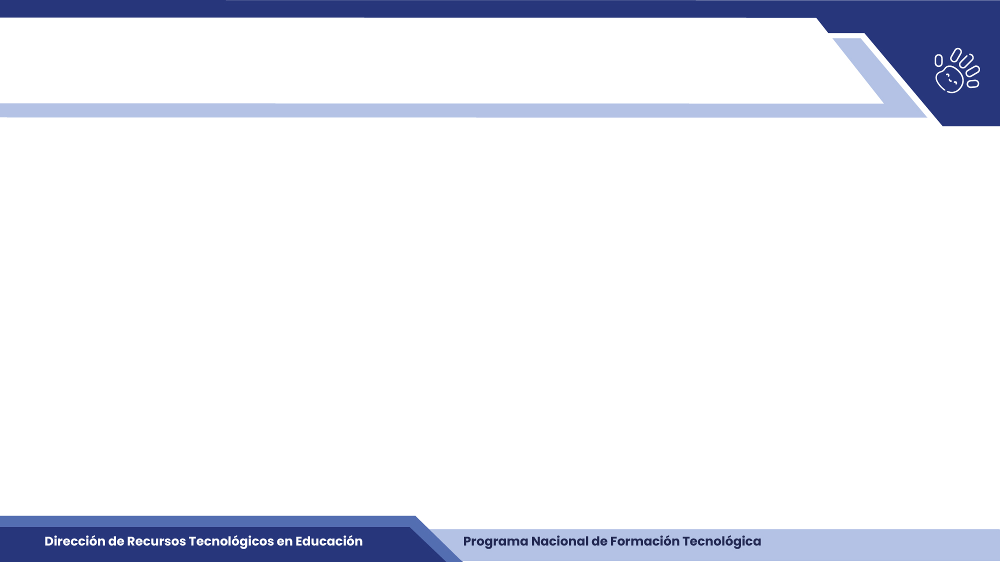 Dirección de Recursos Tecnológicos en Educación
Programa Nacional de Formación Tecnológica